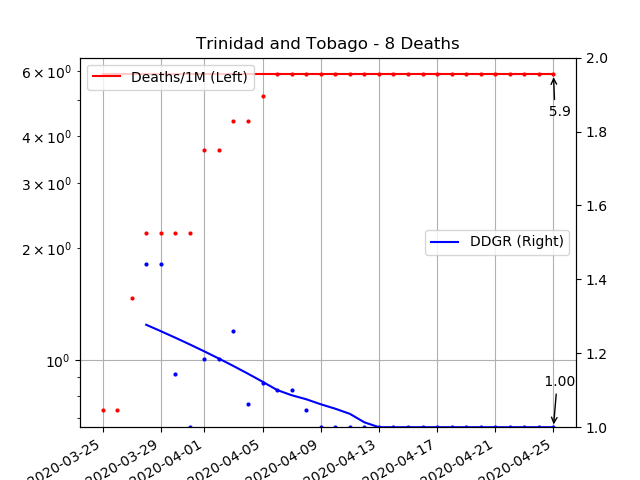 Trinidad and Tobago - 8 Deaths
Deaths/1M (Left)
DDGR (Right)
6 × 10⁰
4 × 10⁰
3 × 10⁰
2 × 10⁰
10⁰
2.0
1.8
1.6
1.4
1.2
1.0
5.9
1.00
2020-03-25
2020-03-29
2020-04-01
2020-04-05
2020-04-09
2020-04-13
2020-04-17
2020-04-21
2020-04-25